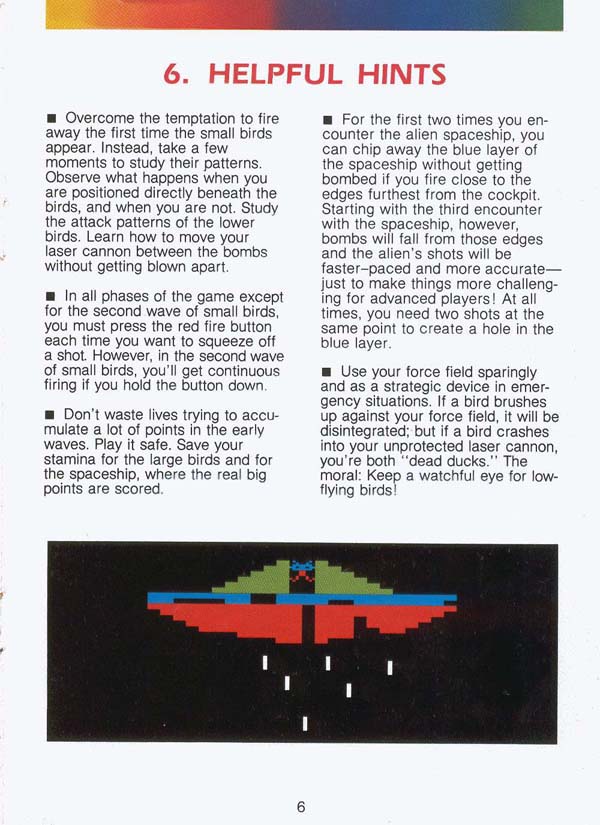 6. HELPFUL HINTS
■ Overcome the temptation to fire
away the first time the small birds
appear. Instead, take a few
moments to study their patterns.
Observe what happens when you
are positioned directly beneath the
birds, and when you are not. Study
the attack patterns of the lower
birds. Learn how to move your
laser cannon between the bombs
without getting blown apart.
■ In all phases of the game except
for the second wave of small birds,
you must press the red fire button
each time you want to squeeze off
a shot. However, in the second wave
of small birds, you'll get continuous
firing if you hold the button down.
■ Don't waste lives trying to accu-
mulate a lot of points in the early
waves. Play it safe. Save your
stamina for the large birds and for
the spaceship, where the real big
points are scored.
■ For the first two times you en-
counter the alien spaceship, you
can chip away the blue layer of
the spaceship without getting
bombed if you fire close to the
edges furthest from the cockpit.
Starting with the third encounter
with the spaceship, however,
bombs will fall from those edges
and the alien's shots will be
faster-paced and more accurate—
just to make things more challeng-
ing for advanced players! At all
times, you need two shots at the
same point to create a hole in the
blue layer.
■ Use your force field sparingly
and as a strategic device in emer-
gency situations. If a bird brushes
up against your force field, it will be
disintegrated; but if a bird crashes
into your unprotected laser cannon,
you're both "dead ducks." The
moral: Keep a watchful eye for low-
flying birds!
6